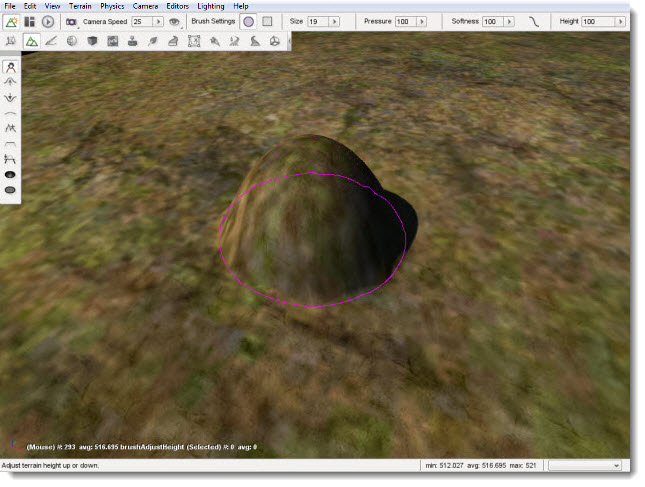 File Edit View Terrain Physics Camera Editors Lighting Help
Camera Speed 25 Brush Settings Size 19 Pressure 100 Softness 100 Height 100
(Mouse) #: 293 avg: 516.695 brushAdjustHeight (Selected) #: 0 avg: 0
Adjust terrain height up or down. min: 512.027 avg: 516.695 max: 521